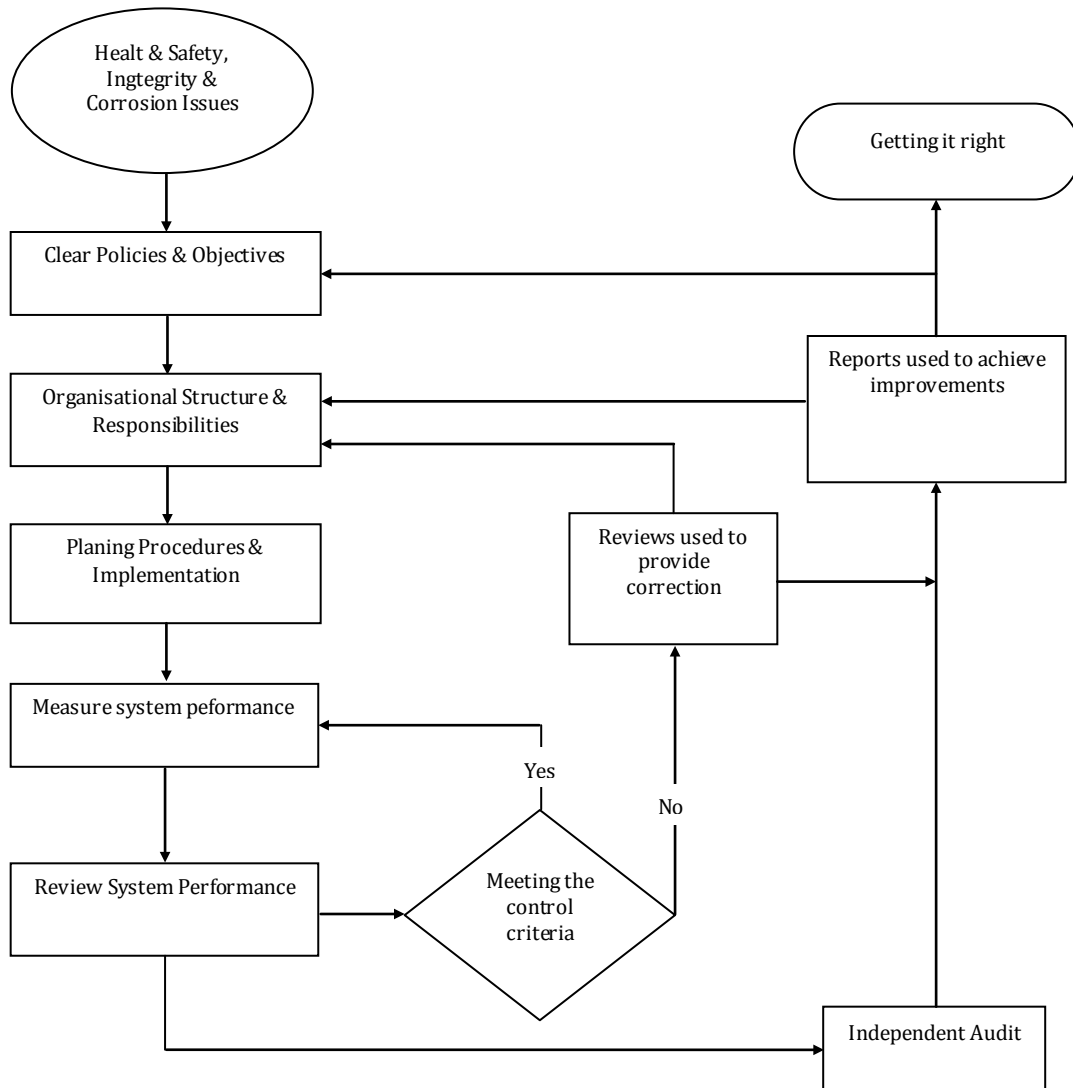 Healt & Safety,
Ingtegrity &
Corrosion Issues
Getting it right
Clear Policies & Objectives
Reports used to achieve
improvements
Organisational Structure &
Responsibilities
Planing Procedures &
Implementation
Reviews used to
provide
correction
Measure system peformance
Yes
No
Review System Performance
Meeting the
control
criteria
Independent Audit